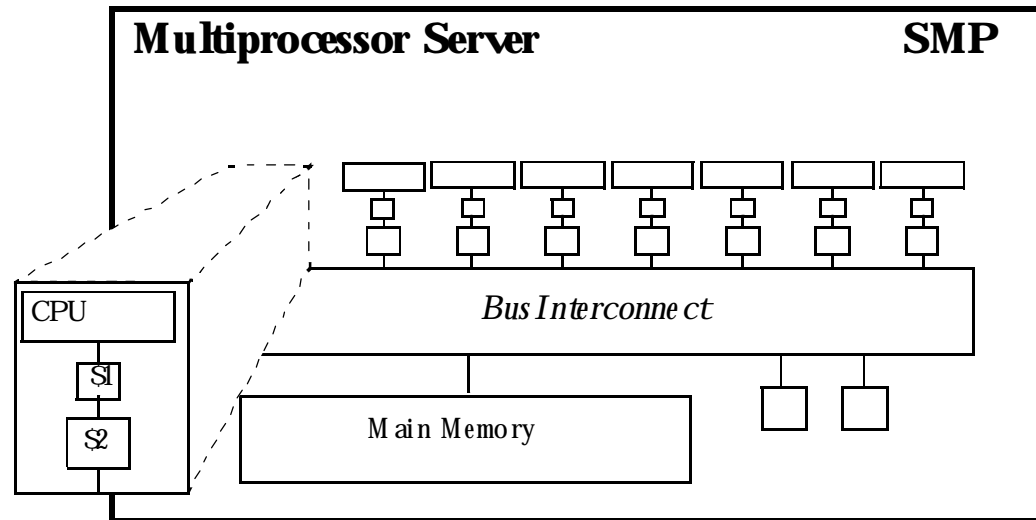 Multiprocessor Server SMP
CPU
$1
$2
Bus Interconnect
Main Memory